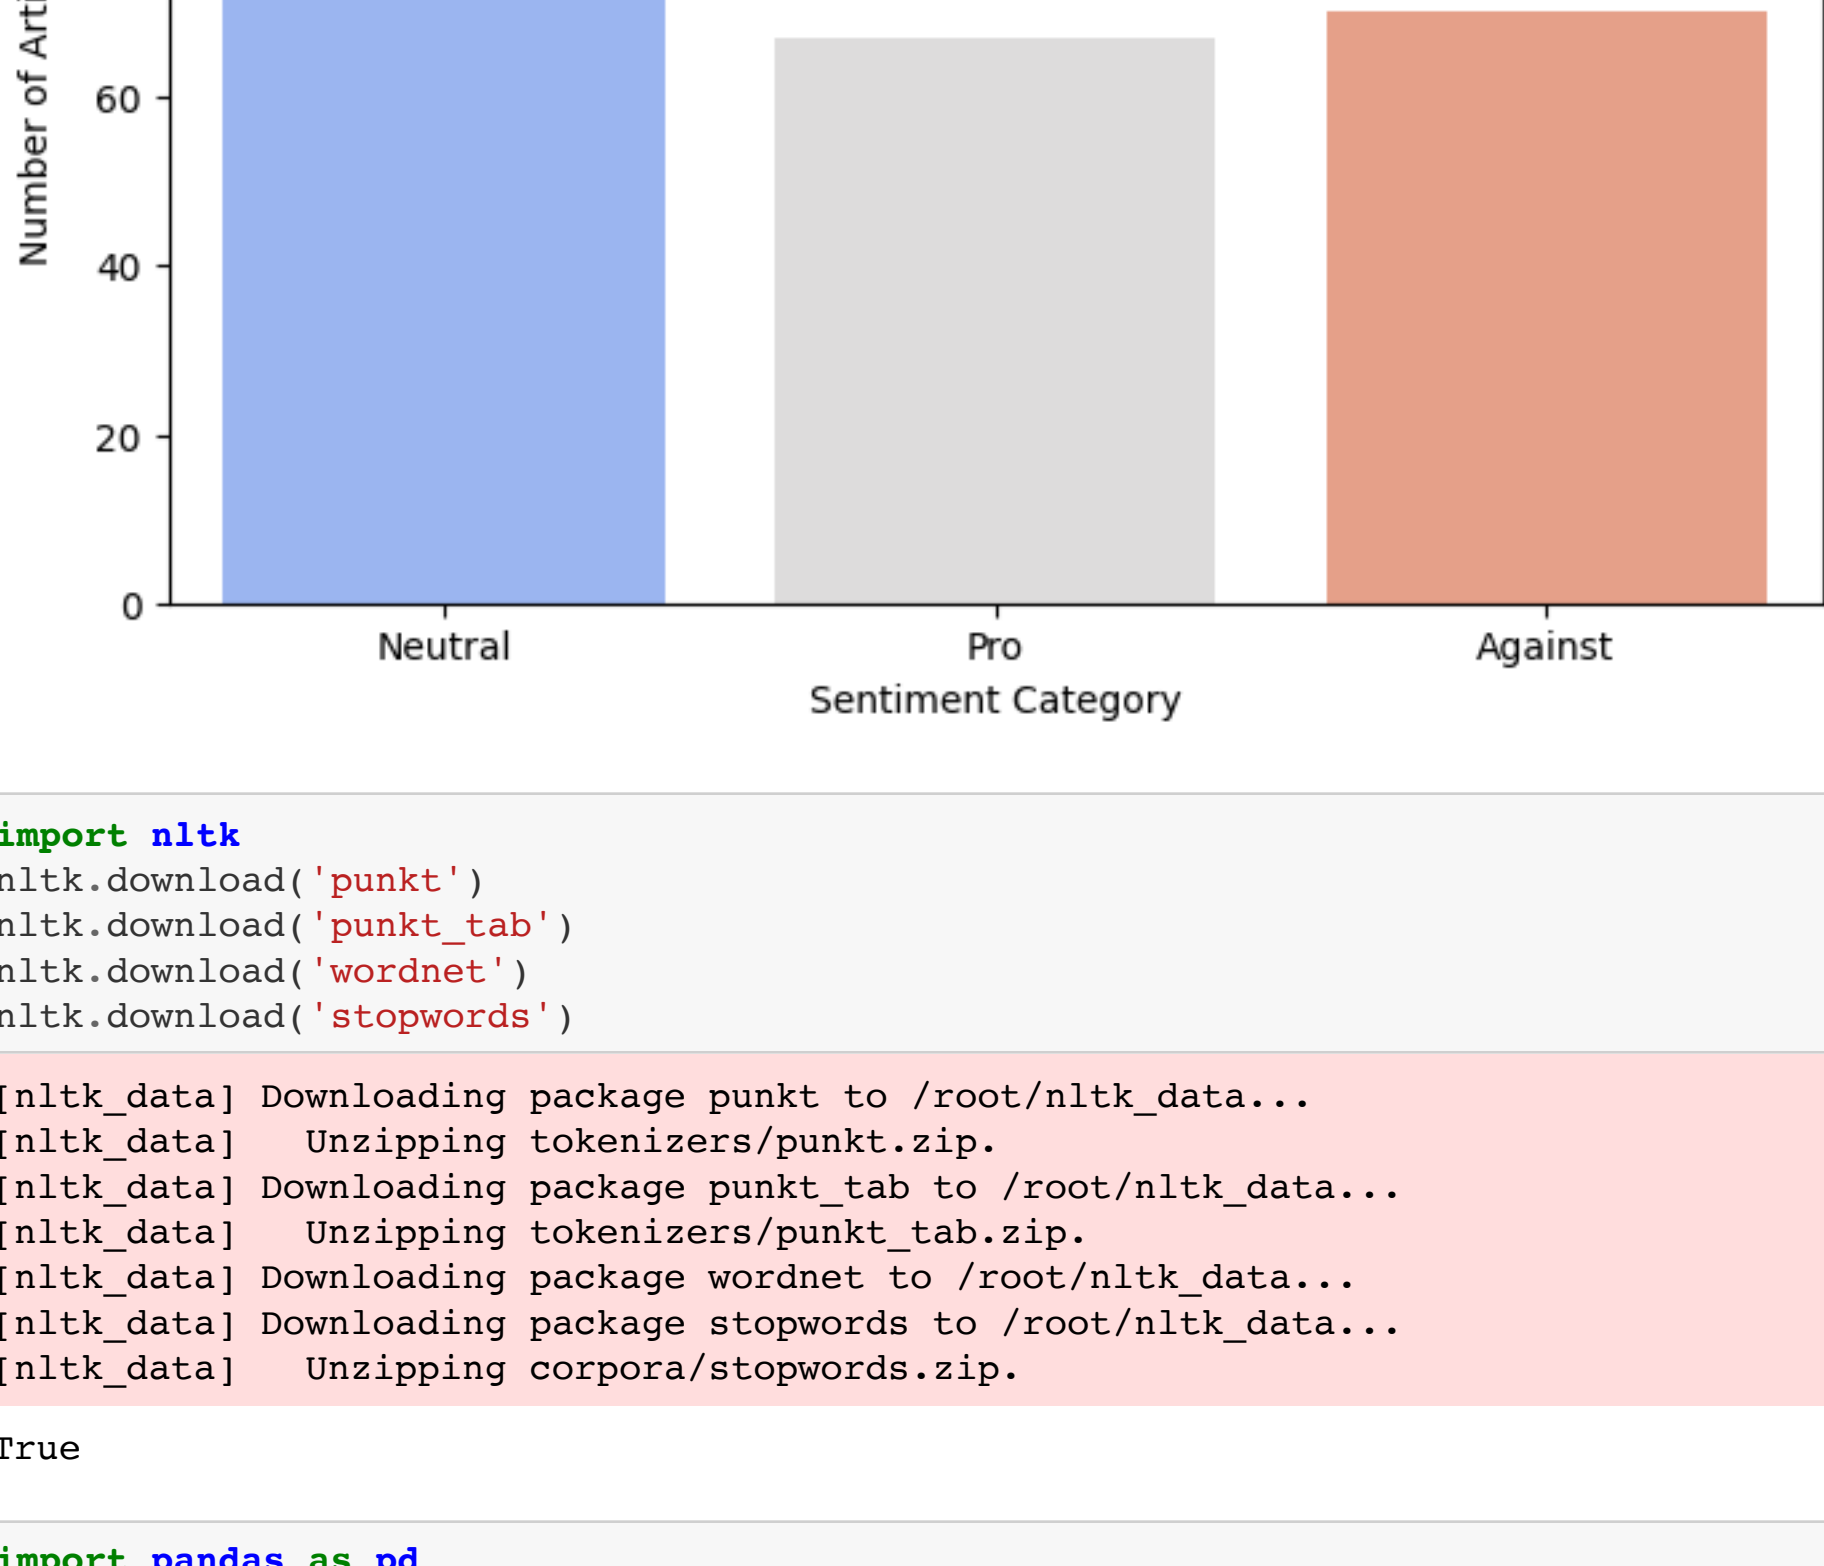 Number of Arti
60
40
20
0
Neutral Pro Against
Sentiment Category
import nltk
nltk.download('punkt')
nltk.download('punkt_tab')
nltk.download('wordnet')
nltk.download('stopwords')
[nltk_data] Downloading package punkt to /root/nltk_data...
[nltk_data]   Unzipping tokenizers/punkt.zip.
[nltk_data] Downloading package punkt_tab to /root/nltk_data...
[nltk_data]   Unzipping tokenizers/punkt_tab.zip.
[nltk_data] Downloading package wordnet to /root/nltk_data...
[nltk_data] Downloading package stopwords to /root/nltk_data...
[nltk_data]   Unzipping corpora/stopwords.zip.
True
import pandas as pd